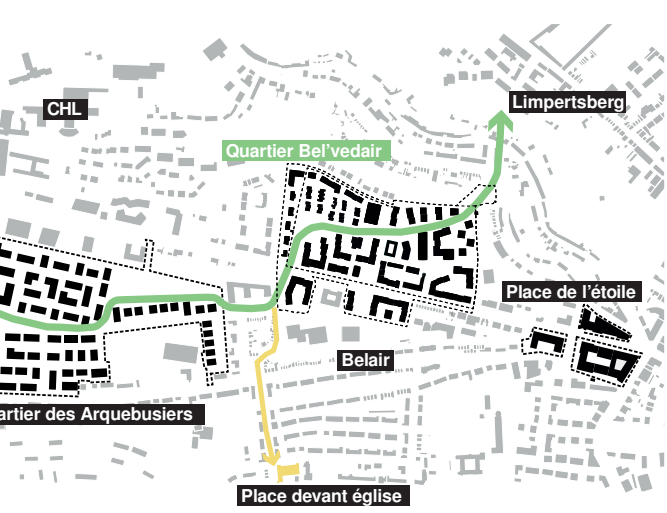 Limpertsberg
CHL
Quartier Bel'vedair
Place de l'étoile
Belair
artier des Arquebusiers
Place devant église